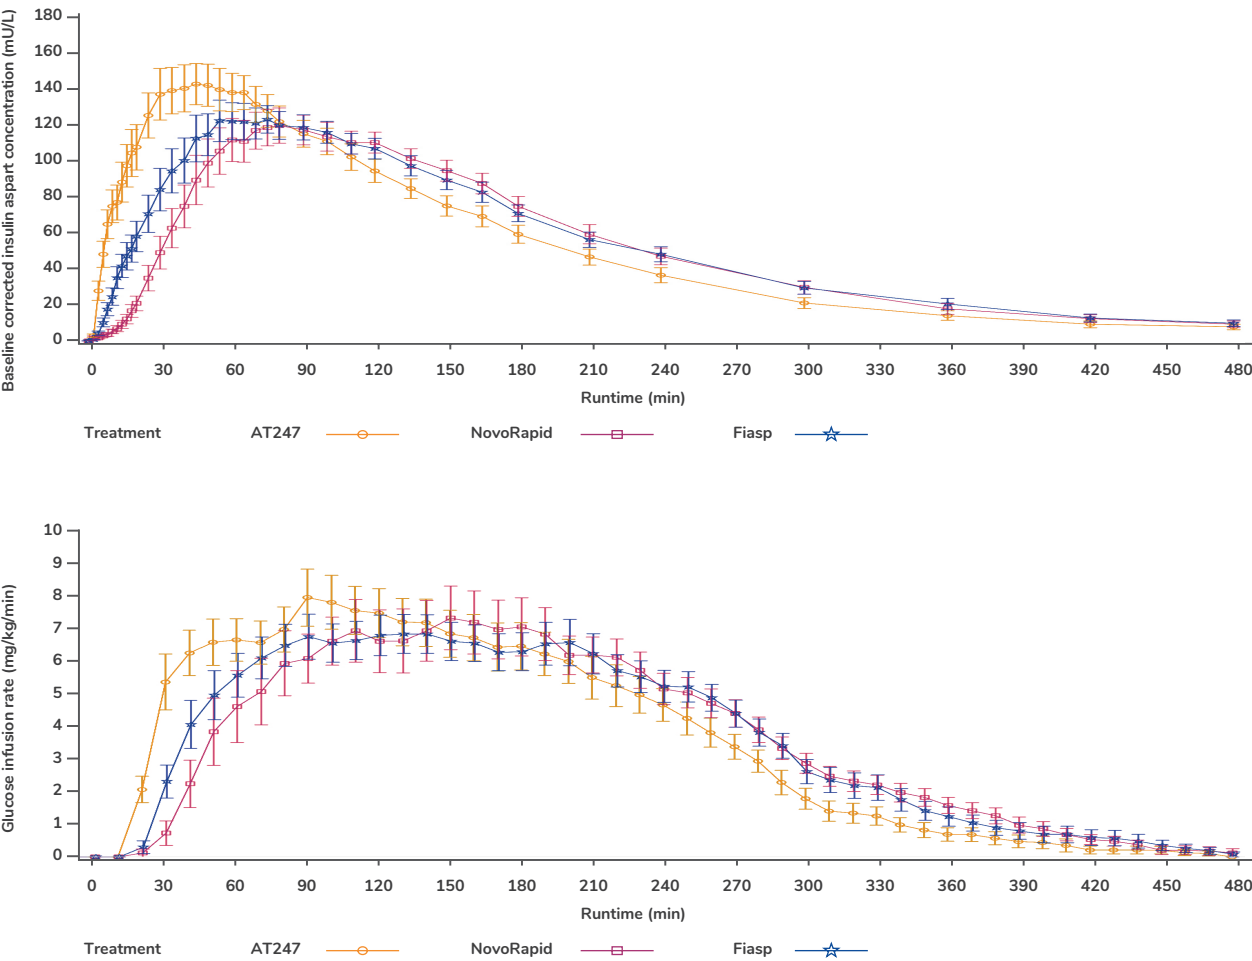 Baseline corrected insulin aspart concentration (mU/L)
180
160
140
120
100
80
60
40
20
0
0 30 60 90 120 150 180 210 240 270 300 330 360 390 420 450 480
Runtime (min)
Treatment AT247 NovoRapid Fiasp
Glucose infusion rate (mg/kg/min)
10
9
8
7
6
5
4
3
2
1
0
0 30 60 90 120 150 180 210 240 270 300 330 360 390 420 450 480
Runtime (min)
Treatment AT247 NovoRapid Fiasp